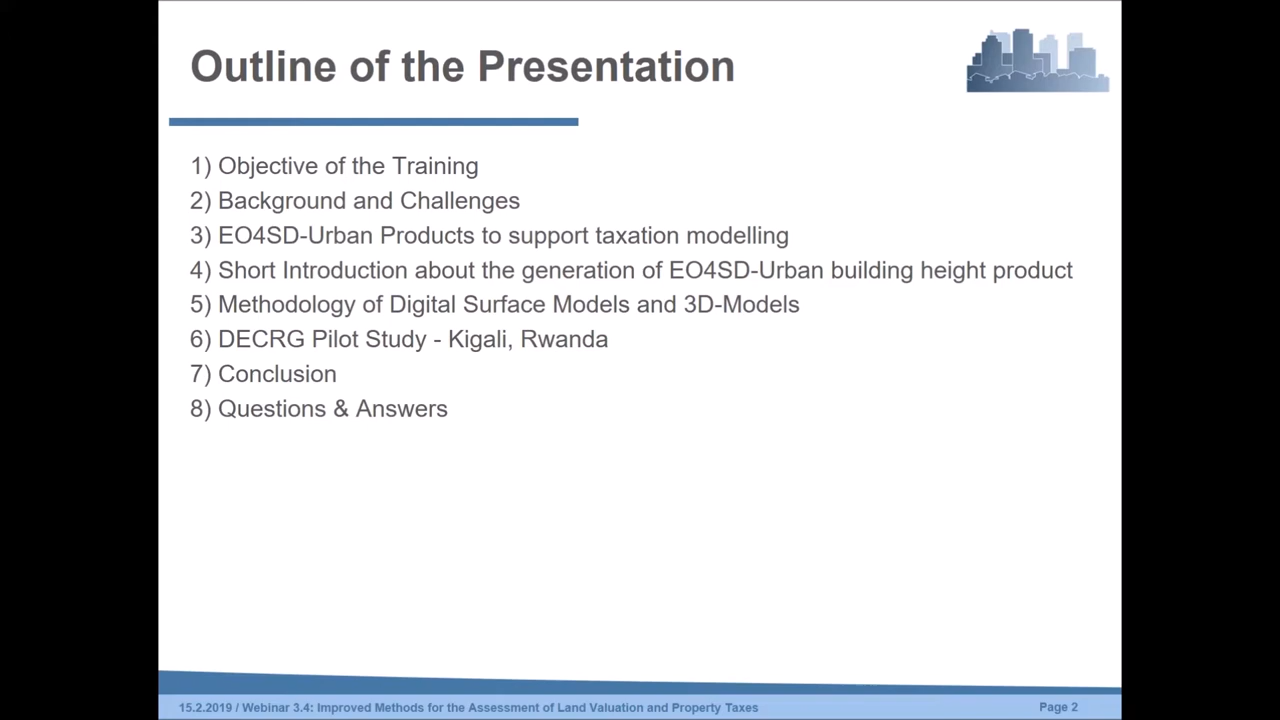 Outline of the Presentation
1) Objective of the Training
2) Background and Challenges
3) EO4SD-Urban Products to support taxation modelling
4) Short Introduction about the generation of EO4SD-Urban building height product
5) Methodology of Digital Surface Models and 3D-Models
6) DECRG Pilot Study - Kigali, Rwanda
7) Conclusion
8) Questions & Answers
15.2.2019 / Webinar 3.4: Improved Methods for the Assessment of Land Valuation and Property Taxes
Page 2